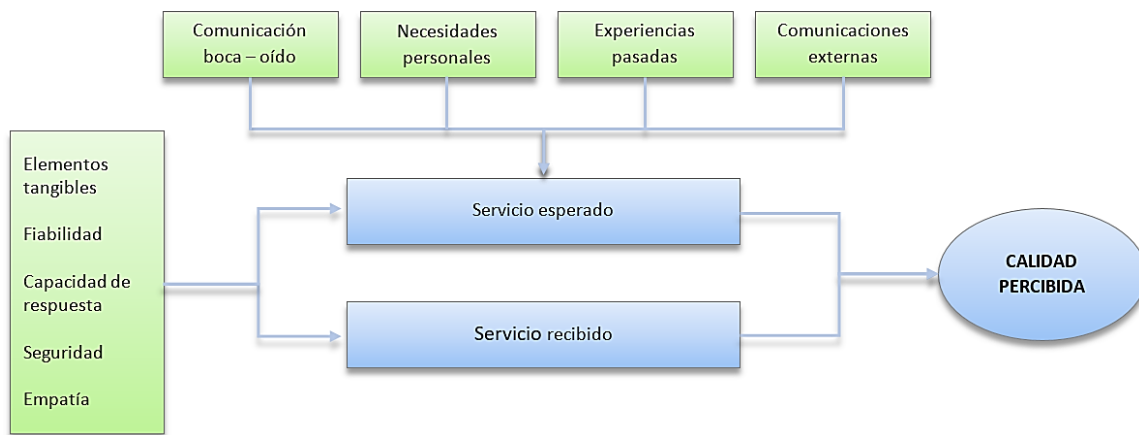 Comunicación
boca – oído
Necesidades
personales
Experiencias
pasadas
Comunicaciones
externas
Elementos
tangibles
Fiabilidad
Capacidad de
respuesta
Seguridad
Empatía
Servicio esperado
Servicio recibido
CALIDAD
PERCIBIDA